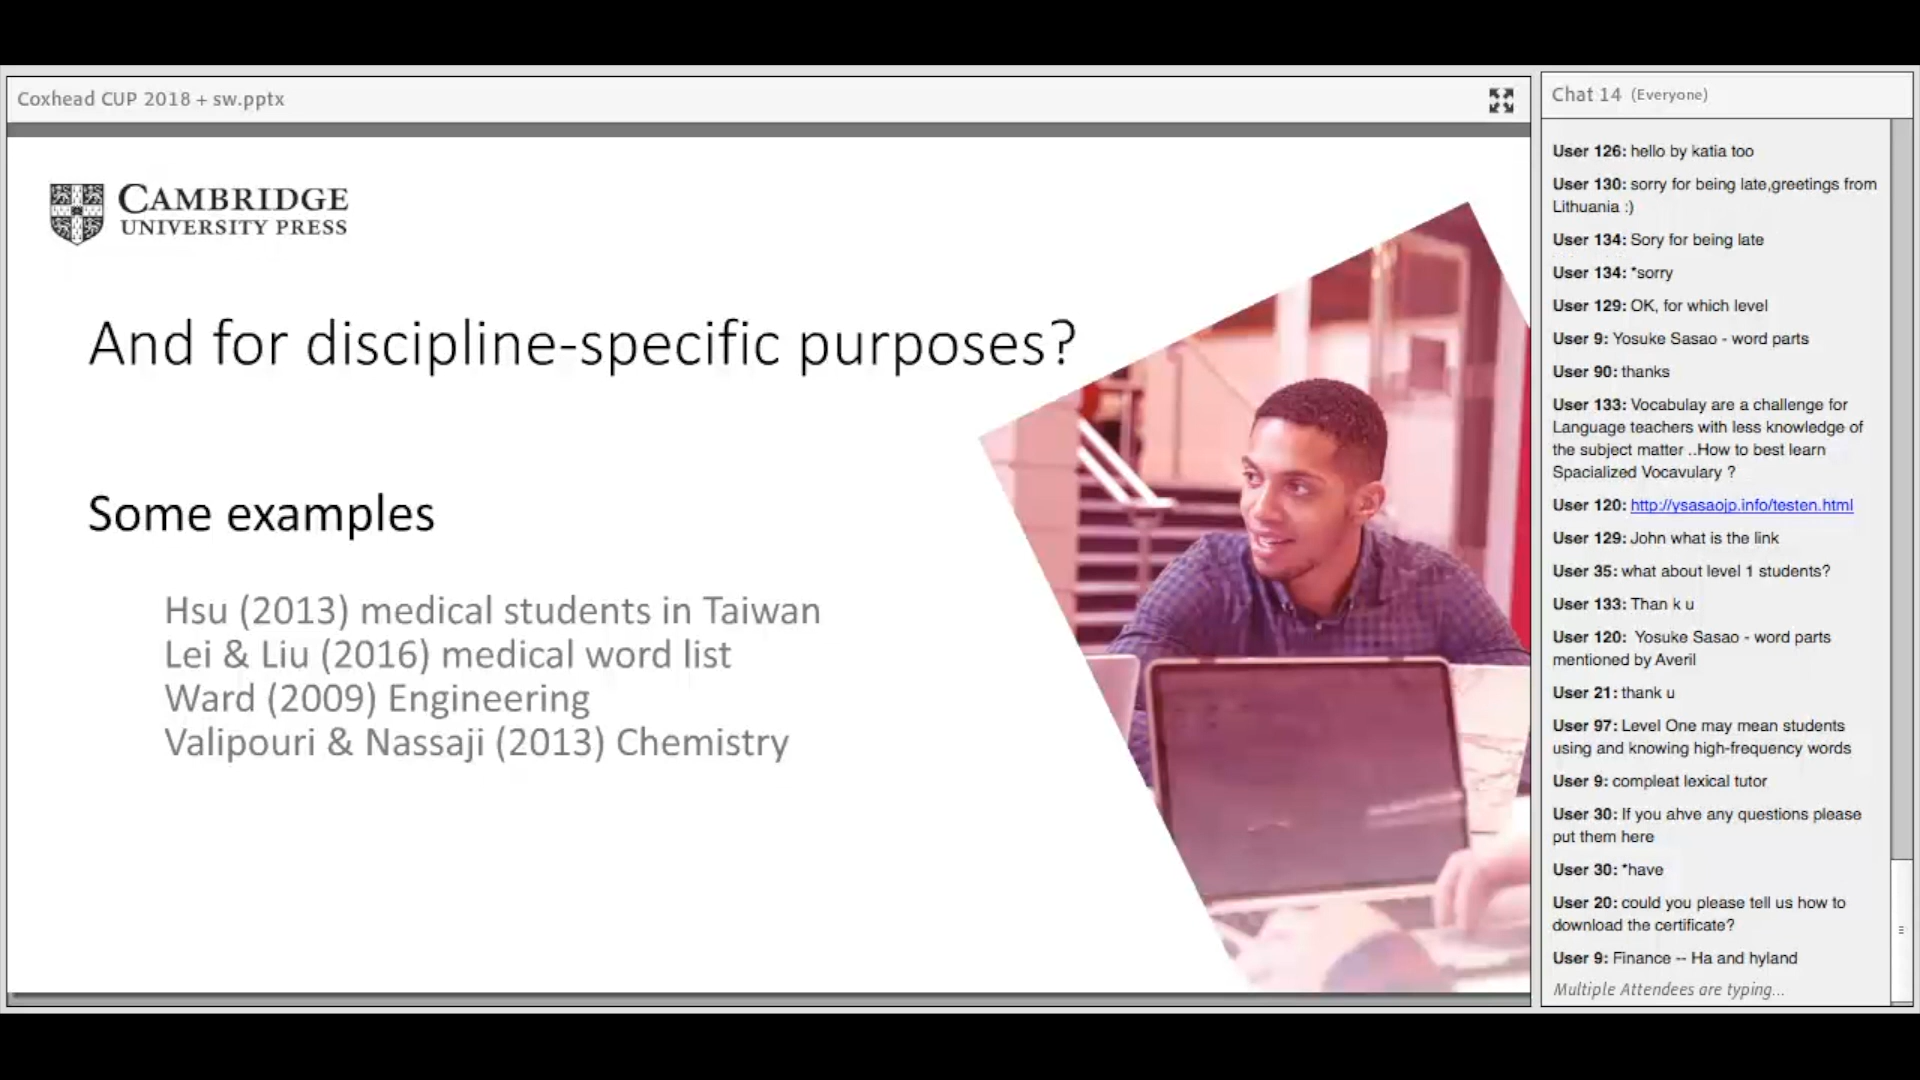 Coxhead CUP 2018 + sw.pptx
CAMBRIDGE
UNIVERSITY PRESS
And for discipline-specific purposes?
Some examples
Hsu (2013) medical students in Taiwan
Lei & Liu (2016) medical word list
Ward (2009) Engineering
Valipouri & Nassaji (2013) Chemistry
Chat 14 (Everyone)
User 126: hello by katia too
User 130: sorry for being late,greetings from
Lithuania :)
User 134: Sory for being late
User 134: *sorry
User 129: OK, for which level
User 9: Yosuke Sasao - word parts
User 90: thanks
User 133: Vocabulay are a challenge for
Language teachers with less knowledge of
the subject matter ..How to best learn
Spacialized Vocavulary ?
User 120: http://ysasaojp.info/testen.html
User 129: John what is the link
User 35: what about level 1 students?
User 133: Than k u
User 120: Yosuke Sasao - word parts
mentioned by Averil
User 21: thank u
User 97: Level One may mean students
using and knowing high-frequency words
User 9: compleat lexical tutor
User 30: If you ahve any questions please
put them here
User 30: *have
User 20: could you please tell us how to
download the certificate?
User 9: Finance -- Ha and hyland
Multiple Attendees are typing...